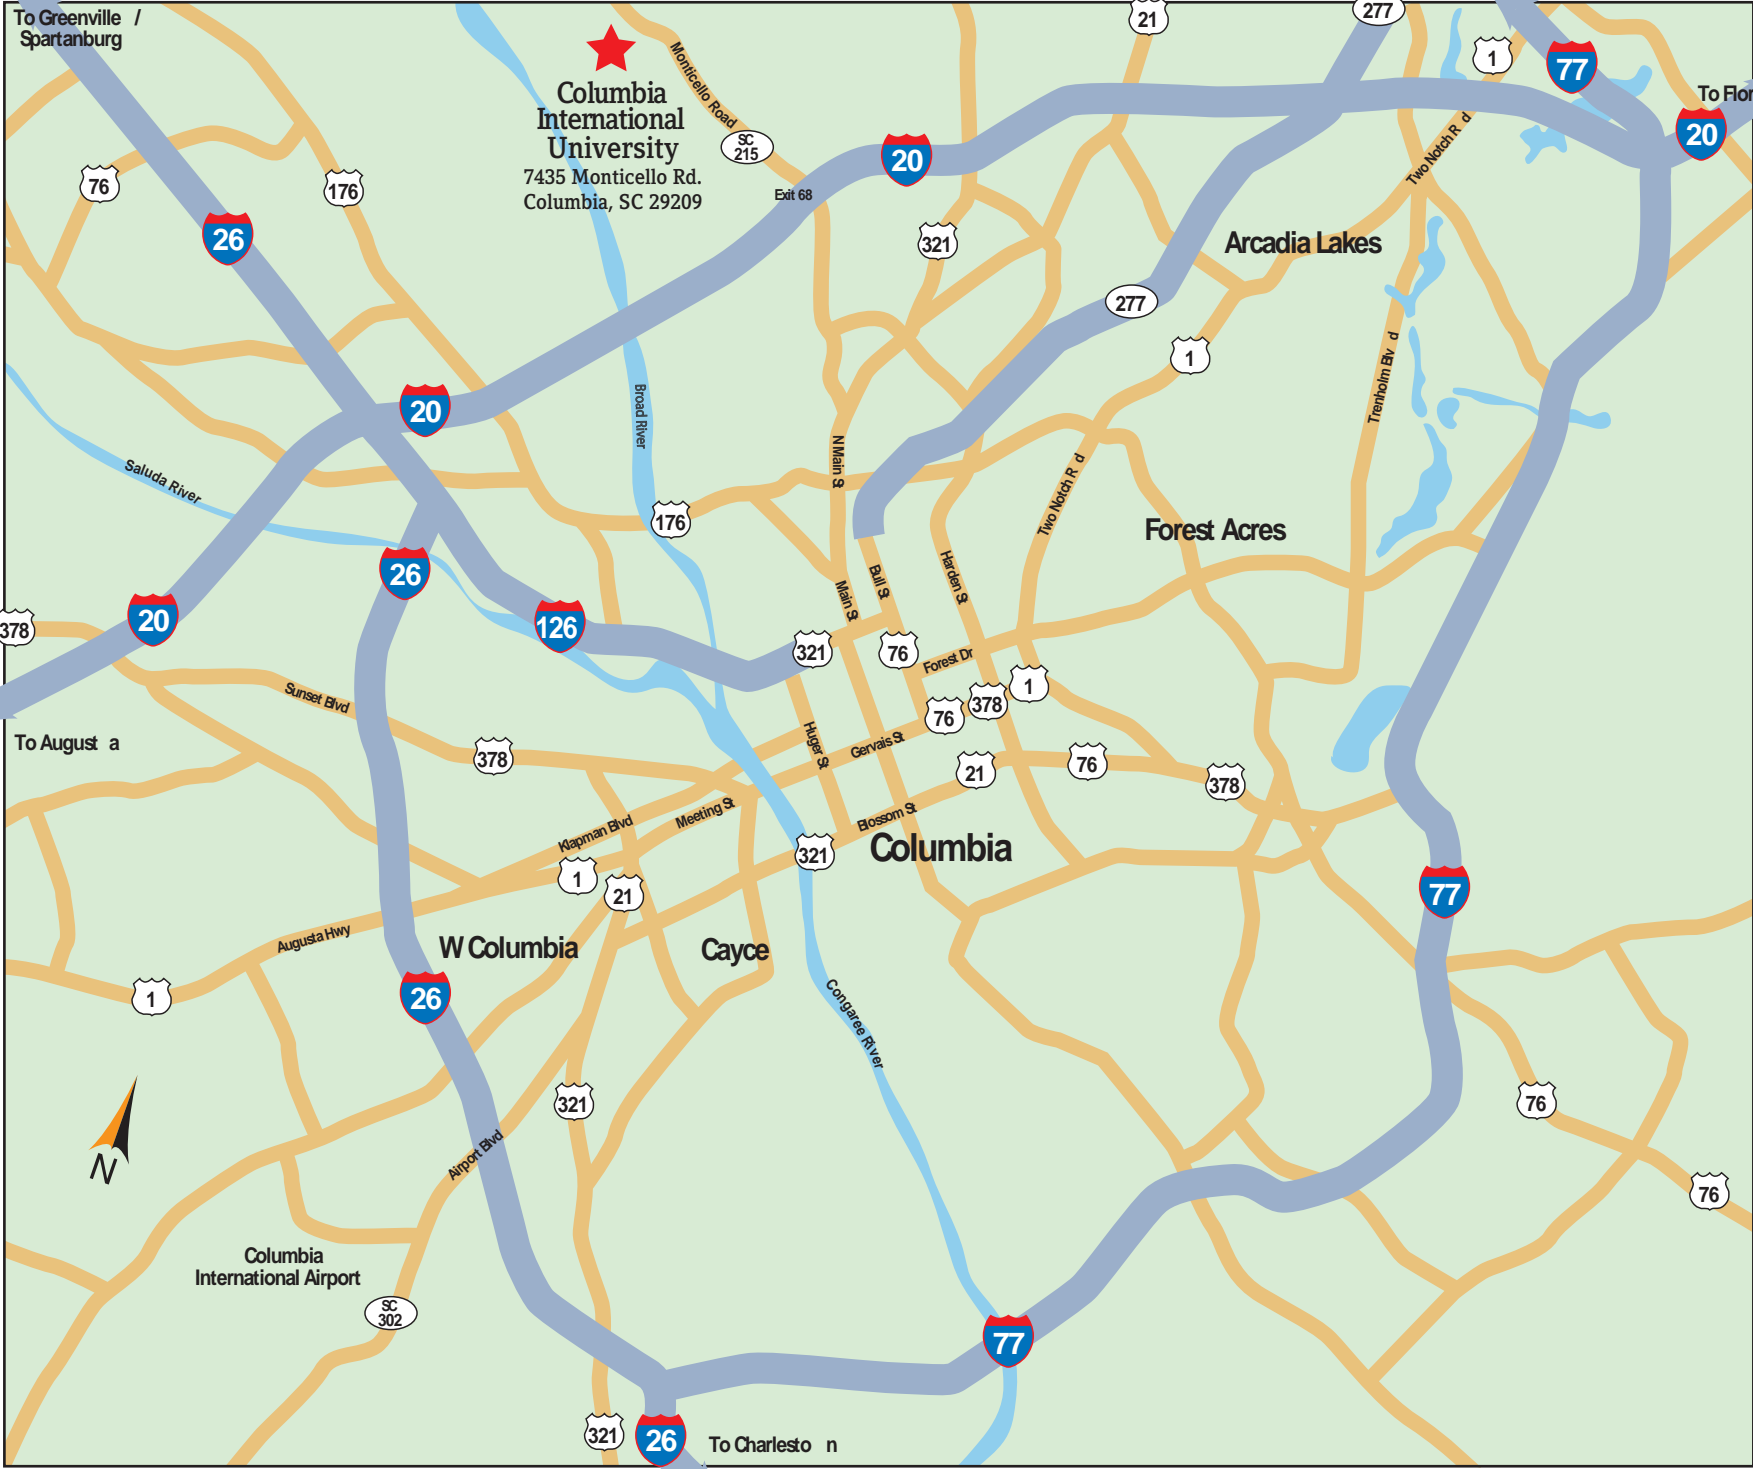 To Greenville /
Spartanburg
21
277
1
77
To Flor
20
Monticello Road
Columbia
International
University
7435 Monticello Rd.
Columbia, SC 29209
SC
215
20
Exit 68
Two Notch R d
76
176
26
321
Arcadia Lakes
277
1
Trenholm Blv d
20
Broad River
N Main St
Saluda River
Two Notch R d
176
Forest Acres
26
Bull St
Harden St
Main St
378
20
126
321
76
Forest Dr
1
378
76
Sunset Blvd
To August a
378
Huger St
Gervais St
21
76
378
Klapman Blvd
Meeting St
Blossom St
321
Columbia
1
21
77
Augusta Hwy
W Columbia
Cayce
1
26
Congaree River
321
76
N
Airport Blvd
76
Columbia
International Airport
SC
302
77
321
26
To Charlesto n